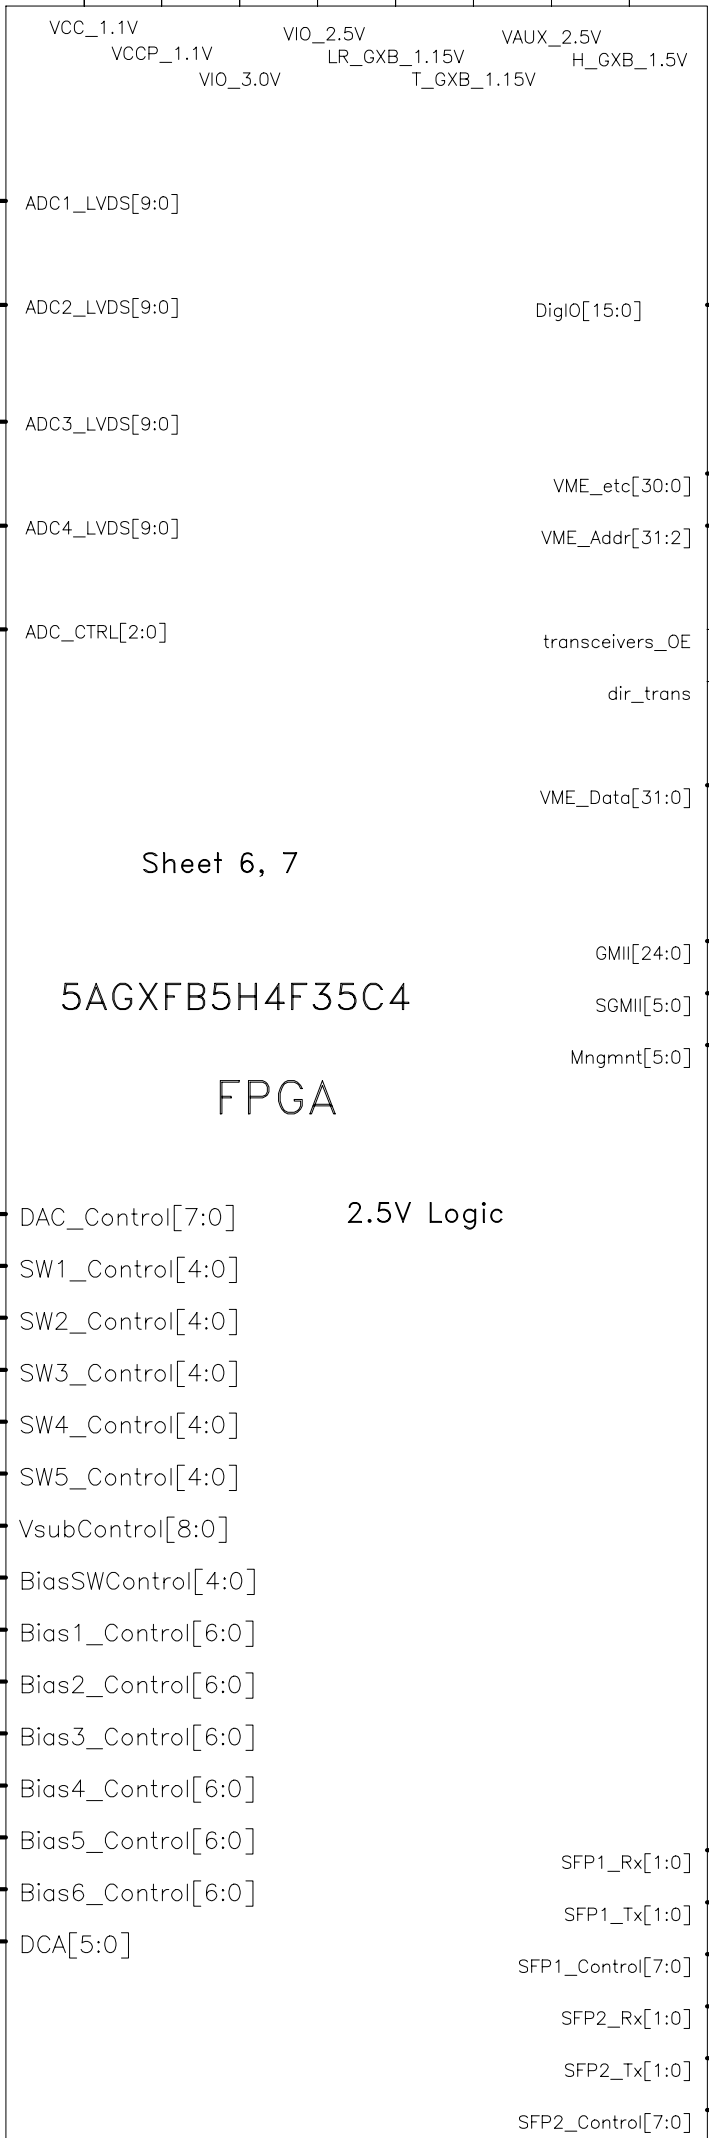 VCC_1.1V
VCCP_1.1V
VIO_3.0V
VIO_2.5V
LR_GXB_1.15V
T_GXB_1.15V
VAUX_2.5V
H_GXB_1.5V
ADC1_LVDS[9:0]
ADC2_LVDS[9:0]
DigIO[15:0]
ADC3_LVDS[9:0]
VME_etc[30:0]
ADC4_LVDS[9:0]
VME_Addr[31:2]
ADC_CTRL[2:0]
transceivers_OE
dir_trans
VME_Data[31:0]
Sheet 6, 7
GMII[24:0]
5AGXFB5H4F35C4
SGMII[5:0]
Mngmnt[5:0]
FPGA
DAC_Control[7:0]
2.5V Logic
SW1_Control[4:0]
SW2_Control[4:0]
SW3_Control[4:0]
SW4_Control[4:0]
SW5_Control[4:0]
VsubControl[8:0]
BiasSWControl[4:0]
Bias1_Control[6:0]
Bias2_Control[6:0]
Bias3_Control[6:0]
Bias4_Control[6:0]
Bias5_Control[6:0]
SFP1_Rx[1:0]
Bias6_Control[6:0]
SFP1_Tx[1:0]
DCA[5:0]
SFP1_Control[7:0]
SFP2_Rx[1:0]
SFP2_Tx[1:0]
SFP2_Control[7:0]